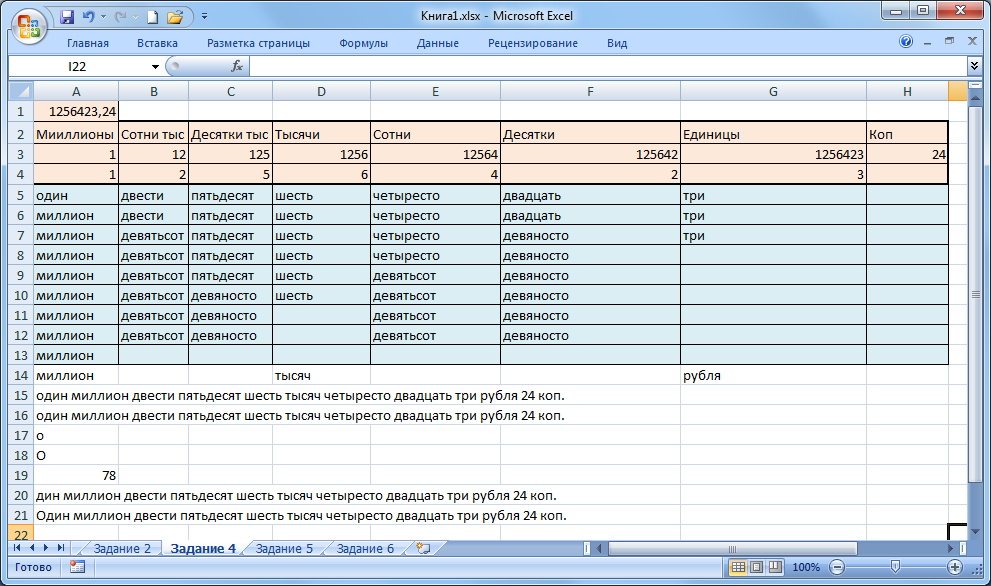 Книга1.xlsx - Microsoft Excel
Главная Вставка Разметка страницы Формулы Данные Рецензирование Вид
I22 fx
A B C D E F G H
1 1256423,24
2 Мииллионы Сотни тыс Десятки тыс Тысячи Сотни Десятки Единицы Коп
3 1 12 125 1256 12564 125642 1256423 24
4 1 2 5 6 4 2 3
5 один двести пятьдесят шесть четыресто двадцать три
6 миллион двести пятьдесят шесть четыресто двадцать три
7 миллион девятьсот пятьдесят шесть четыресто девяносто три
8 миллион девятьсот пятьдесят шесть четыресто девяносто
9 миллион девятьсот пятьдесят шесть девятьсот девяносто
10 миллион девятьсот девяносто шесть девятьсот девяносто
11 миллион девятьсот девяносто девятьсот девяносто
12 миллион девятьсот девяносто девятьсот девяносто
13 миллион
14 миллион тысяч рубля
15 один миллион двести пятьдесят шесть тысяч четыресто двадцать три рубля 24 коп.
16 один миллион двести пятьдесят шесть тысяч четыресто двадцать три рубля 24 коп.
17 о
18 О
19 78
20 дин миллион двести пятьдесят шесть тысяч четыресто двадцать три рубля 24 коп.
21 Один миллион двести пятьдесят шесть тысяч четыресто двадцать три рубля 24 коп.
22
Задание 2 Задание 4 Задание 5 Задание 6
Готово 100%